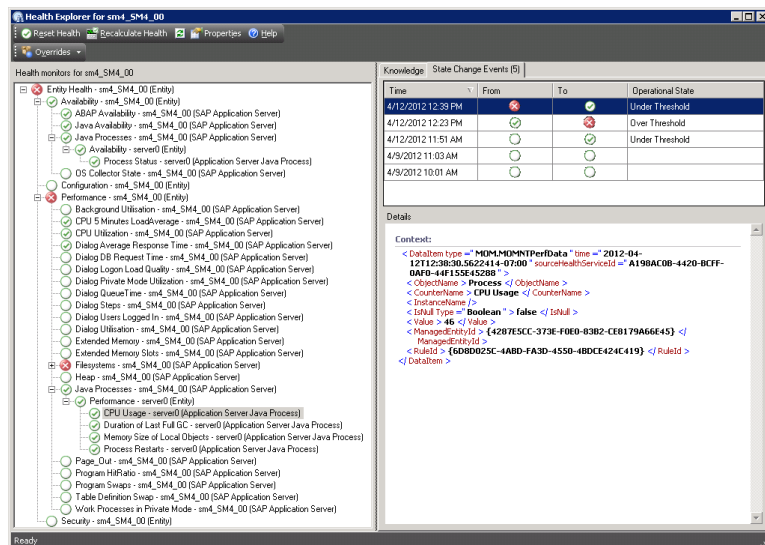 Health Explorer for sm4_SM4_00
Reset Health Recalculate Health Properties Help
Overrides
Health monitors for sm4_SM4_00
Entity Health - sm4_SM4_00 (Entity)
Availability - sm4_SM4_00 (Entity)
ABAP Availability - sm4_SM4_00 (SAP Application Server)
Java Availability - sm4_SM4_00 (SAP Application Server)
Java Processes - sm4_SM4_00 (SAP Application Server)
Availability - server0 (Entity)
Process Status - server0 (Application Server Java Process)
OS Collector State - sm4_SM4_00 (SAP Application Server)
Configuration - sm4_SM4_00 (Entity)
Performance - sm4_SM4_00 (Entity)
Background Utilisation - sm4_SM4_00 (SAP Application Server)
CPU 5 Minutes LoadAverage - sm4_SM4_00 (SAP Application Server)
CPU Utilization - sm4_SM4_00 (SAP Application Server)
Dialog Average Response Time - sm4_SM4_00 (SAP Application Server)
Dialog DB Request Time - sm4_SM4_00 (SAP Application Server)
Dialog Logon Load Quality - sm4_SM4_00 (SAP Application Server)
Dialog Private Mode Utilization - sm4_SM4_00 (SAP Application Server)
Dialog QueueTime - sm4_SM4_00 (SAP Application Server)
Dialog Steps - sm4_SM4_00 (SAP Application Server)
Dialog Users Logged In - sm4_SM4_00 (SAP Application Server)
Dialog Utilisation - sm4_SM4_00 (SAP Application Server)
Extended Memory - sm4_SM4_00 (SAP Application Server)
Extended Memory Slots - sm4_SM4_00 (SAP Application Server)
Filesystems - sm4_SM4_00 (SAP Application Server)
Heap - sm4_SM4_00 (SAP Application Server)
Java Processes - sm4_SM4_00 (SAP Application Server)
Performance - server0 (Entity)
CPU Usage - server0 (Application Server Java Process)
Duration of Last Full GC - server0 (Application Server Java Process)
Memory Size of Local Objects - server0 (Application Server Java Process)
Process Restarts - server0 (Application Server Java Process)
Page_Out - sm4_SM4_00 (SAP Application Server)
Program HitRatio - sm4_SM4_00 (SAP Application Server)
Program Swaps - sm4_SM4_00 (SAP Application Server)
Table Definition Swap - sm4_SM4_00 (SAP Application Server)
Work Processes in Private Mode - sm4_SM4_00 (SAP Application Server)
Security - sm4_SM4_00 (Entity)
Knowledge State Change Events (5)
Time From To Operational State
4/12/2012 12:39 PM Under Threshold
4/12/2012 12:23 PM Over Threshold
4/12/2012 11:51 AM Under Threshold
4/9/2012 11:03 AM
4/9/2012 10:01 AM
Details
Context:
< DataItem type =" MOM.MOMNTPerfData " time =" 2012-04-
12T12:38:30.5622414-07:00 " sourceHealthServiceId =" A198AC0B-4420-BCFF-
0AF0-44F155E45288 " >
< ObjectName > Process </ ObjectName >
< CounterName > CPU Usage </ CounterName >
< InstanceName />
< IsNull Type =" Boolean " > false </ IsNull >
< Value > 46 </ Value >
< ManagedEntityId > {4287E5CC-373E-F0E0-83B2-CE8179A66E45} </
ManagedEntityId >
< RuleId > {6D8D025C-4ABD-FA3D-4550-4BDCE424C419} </ RuleId >
</ DataItem >
Ready